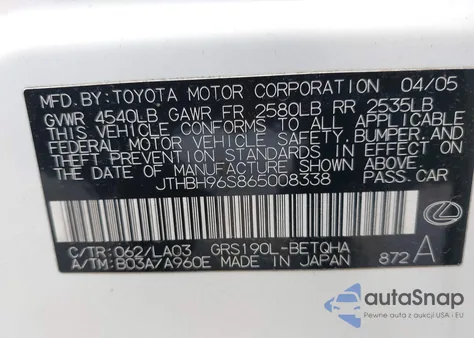 MFD.BY: TOYOTA MOTOR CORPORATION 04/05
GVWR 4540LB GAWR FR 2580LB RR 2535LB
THIS VEHICLE CONFORMS TO ALL APPLICABLE
FEDERAL MOTOR VEHICLE SAFETY, BUMPER, AND
THEFT PREVENTION STANDARDS IN EFFECT ON
THE DATE OF MANUFACTURE SHOWN ABOVE.
JTHBH96S865008338 PASS.CAR
C/TR: 062/LA03 GRS190L-BETQHA
A/TM: B03A/A960E MADE IN JAPAN 872 A
autoSnap
Pewne auta z USA i EU